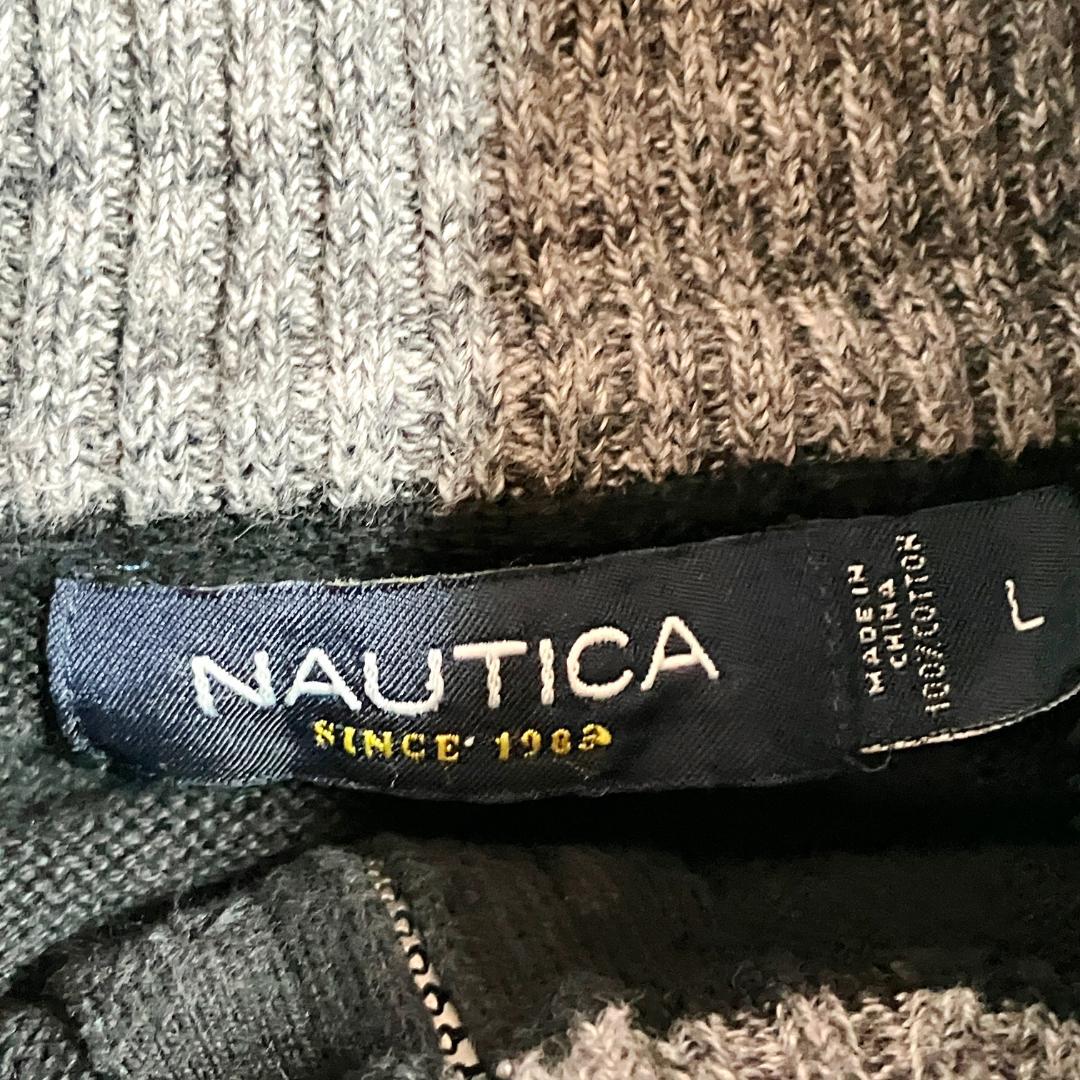 NAUTICA
SINCE 1983
MADE IN
CHINA
100% COTTON
L